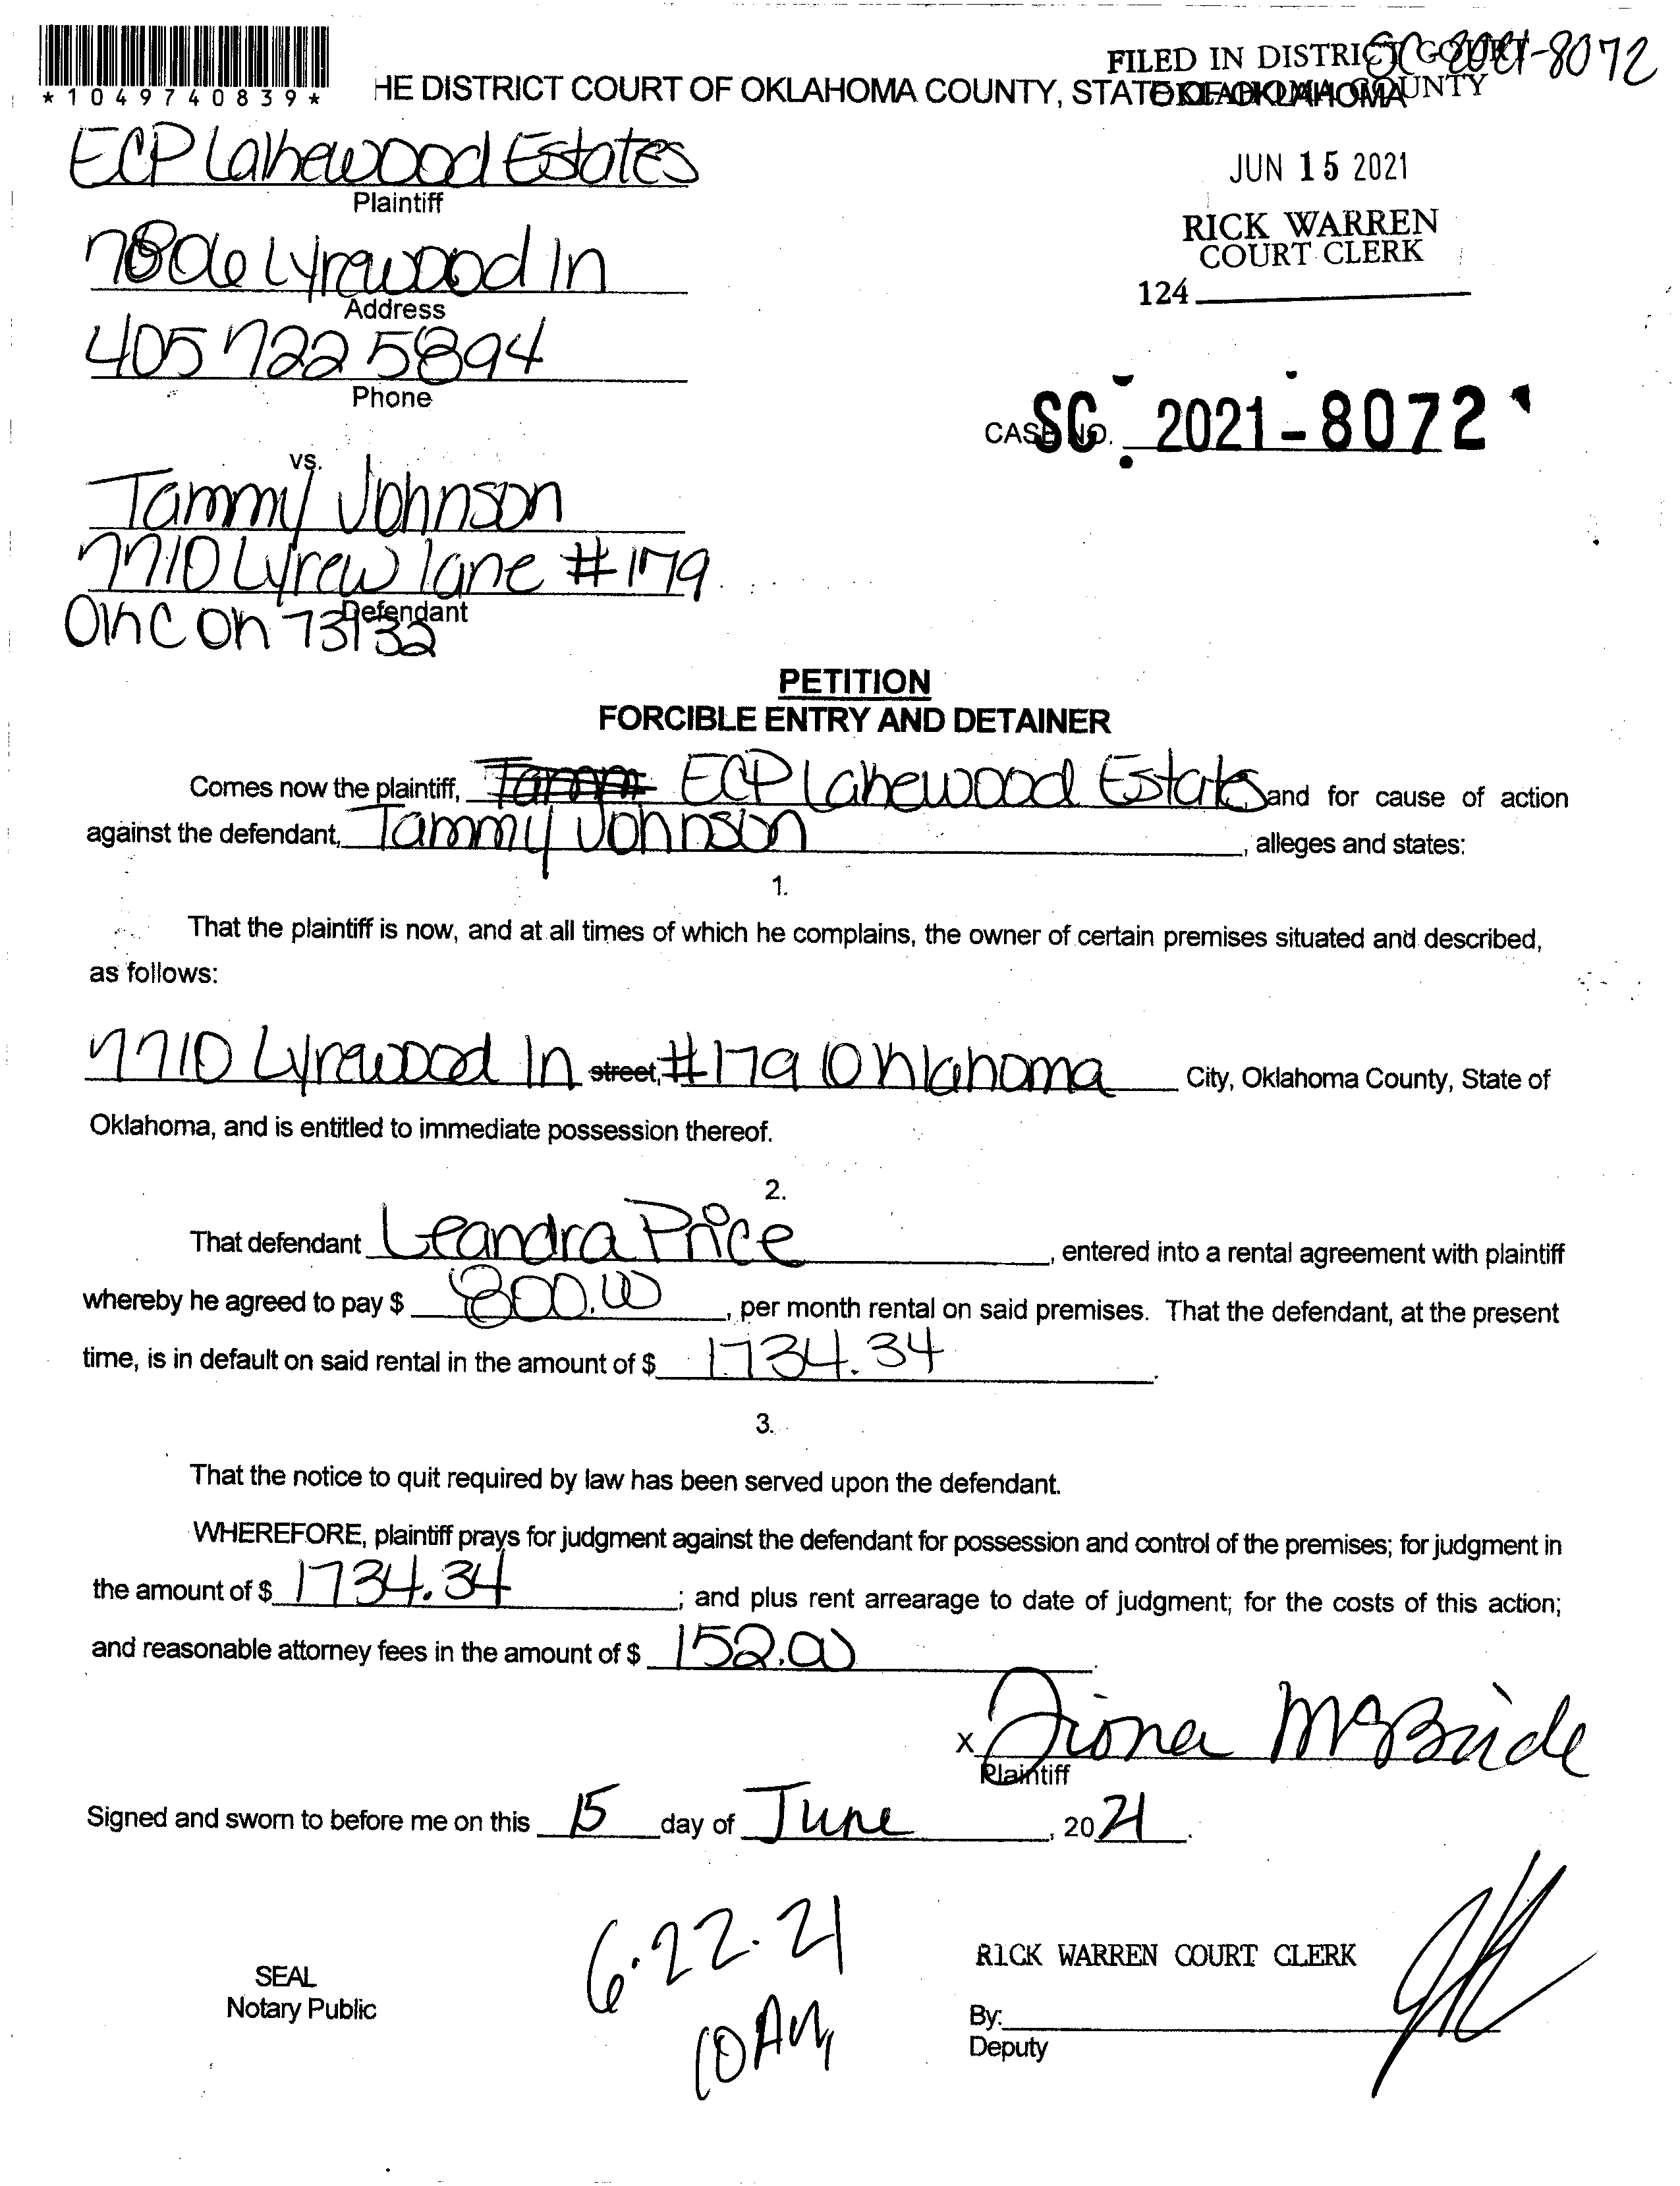 *1049740839*
FILED IN DISTRICT COURT
SC-2021-8072
OKLAHOMA COUNTY
HE DISTRICT COURT OF OKLAHOMA COUNTY, STATE OF OKLAHOMA
ECP Lakewood Estates
Plaintiff
JUN 15 2021
RICK WARREN
COURT CLERK
124
7806 Lyrewood ln
Address
405 722 5894
Phone
CASE NO. SC 2021-8072
vs.
Tammy Johnson
7710 Lyrew lane #179
Defendant
OKC OK 73132
PETITION
FORCIBLE ENTRY AND DETAINER
Comes now the plaintiff, Tamm ECP Lakewood Estates and for cause of action
against the defendant, Tammy Johnson, alleges and states:
1.
That the plaintiff is now, and at all times of which he complains, the owner of certain premises situated and described,
as follows:
7710 Lyrewood ln street, #179 Oklahoma City, Oklahoma County, State of
Oklahoma, and is entitled to immediate possession thereof.
2.
That defendant Leandra Price, entered into a rental agreement with plaintiff
whereby he agreed to pay $ 800.00, per month rental on said premises. That the defendant, at the present
time, is in default on said rental in the amount of $ 1734.34.
3.
That the notice to quit required by law has been served upon the defendant.
WHEREFORE, plaintiff prays for judgment against the defendant for possession and control of the premises; for judgment in
the amount of $ 1734.34; and plus rent arrearage to date of judgment; for the costs of this action;
and reasonable attorney fees in the amount of $ 152.00.
X Fiona McBride
Plaintiff
Signed and sworn to before me on this 15 day of June, 2021.
6.22.21
10 AM
SEAL
Notary Public
RICK WARREN COURT CLERK
By:
Deputy